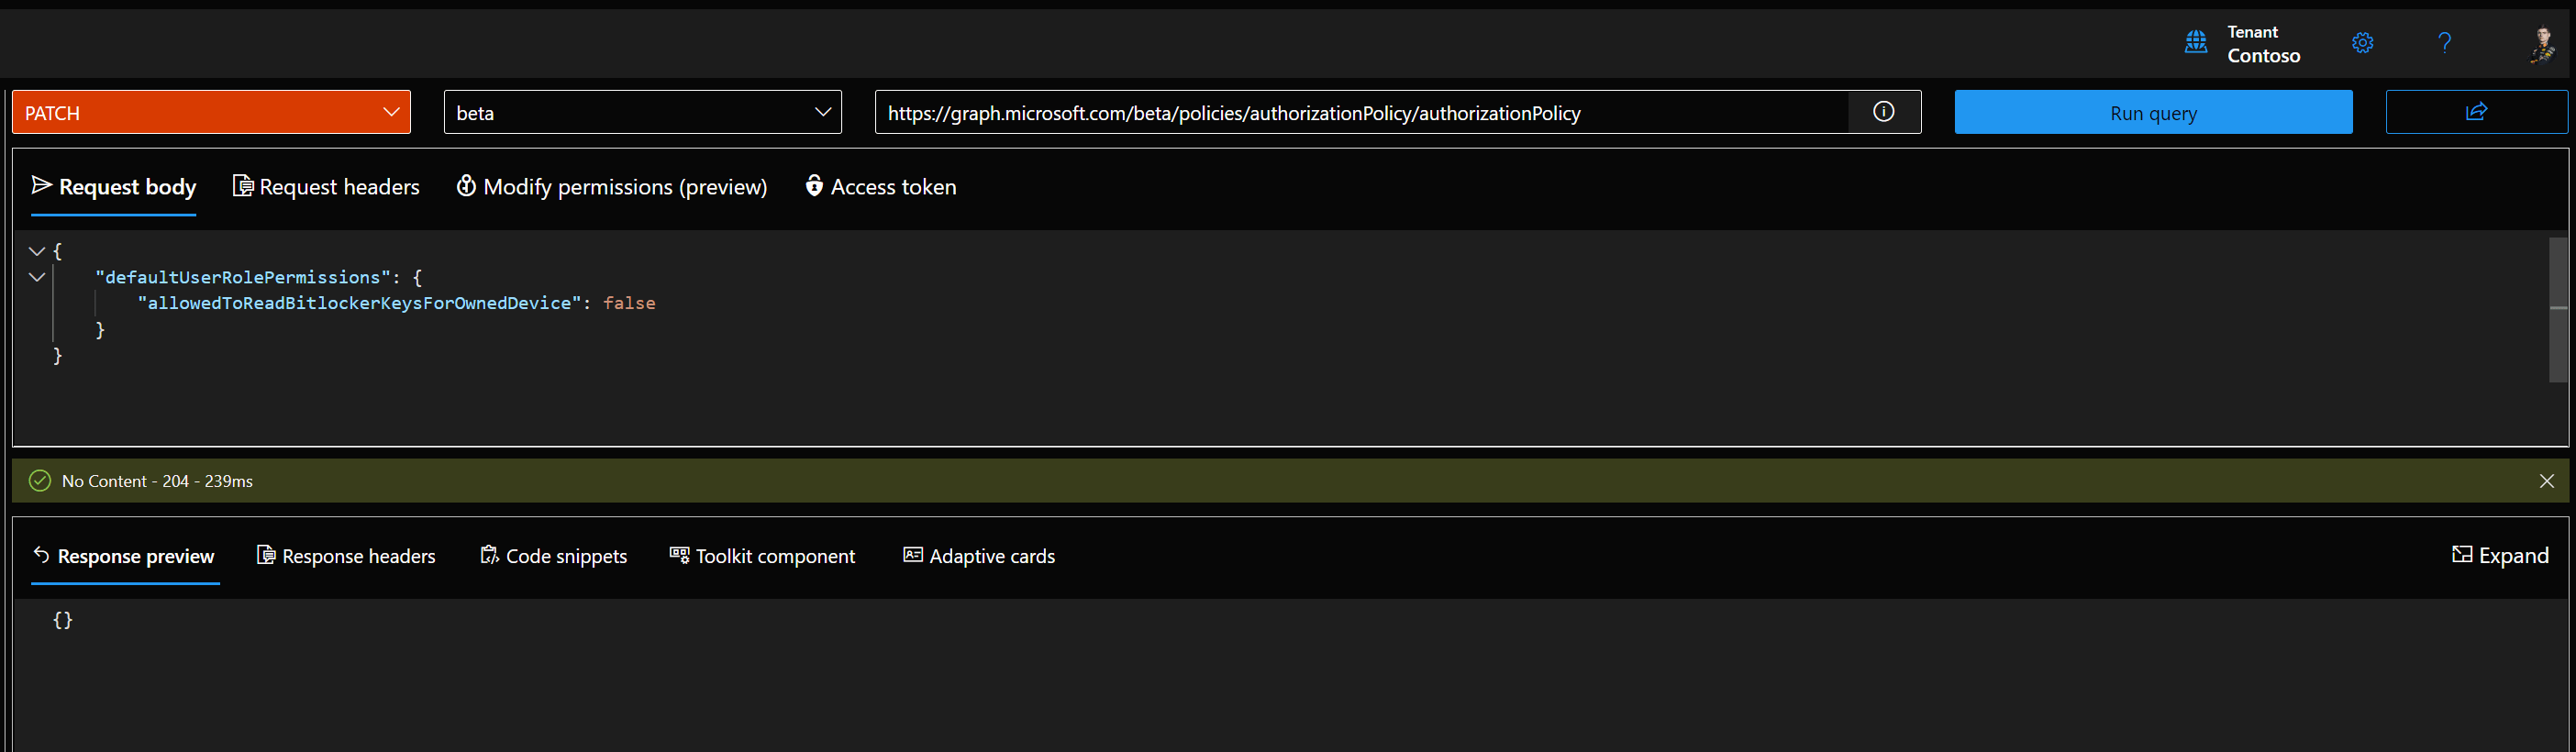 Tenant
Contoso
PATCH
beta
https://graph.microsoft.com/beta/policies/authorizationPolicy/authorizationPolicy
Run query
Request body
Request headers
Modify permissions (preview)
Access token
{
"defaultUserRolePermissions": {
"allowedToReadBitlockerKeysForOwnedDevice": false
}
}
No Content - 204 - 239ms
Response preview
Response headers
Code snippets
Toolkit component
Adaptive cards
Expand
{}